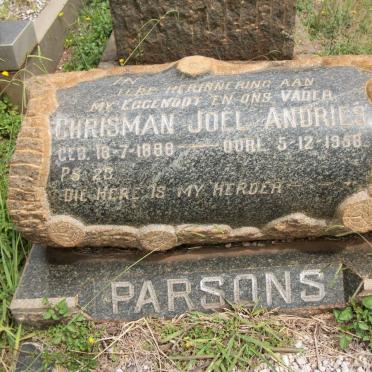 TER HERINNERING AAN
MY EGGENOOT EN ONS VADER
CHRISMAN JOEL ANDRIES
GEB. 18-7-1888 OORL. 5-12-1958
PS. 23
DIE HERE IS MY HERDER
PARSONS